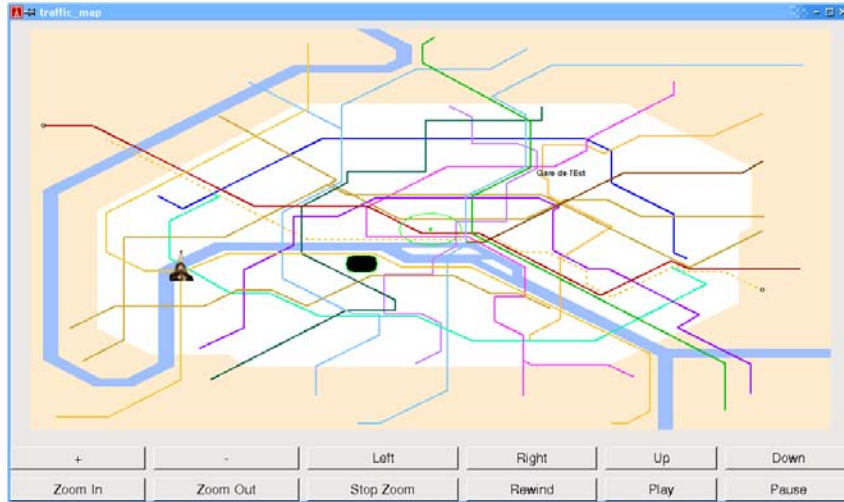 traffic_map
Gare de l'Est
+ - Left Right Up Down
Zoom In Zoom Out Stop Zoom Rewind Play Pause